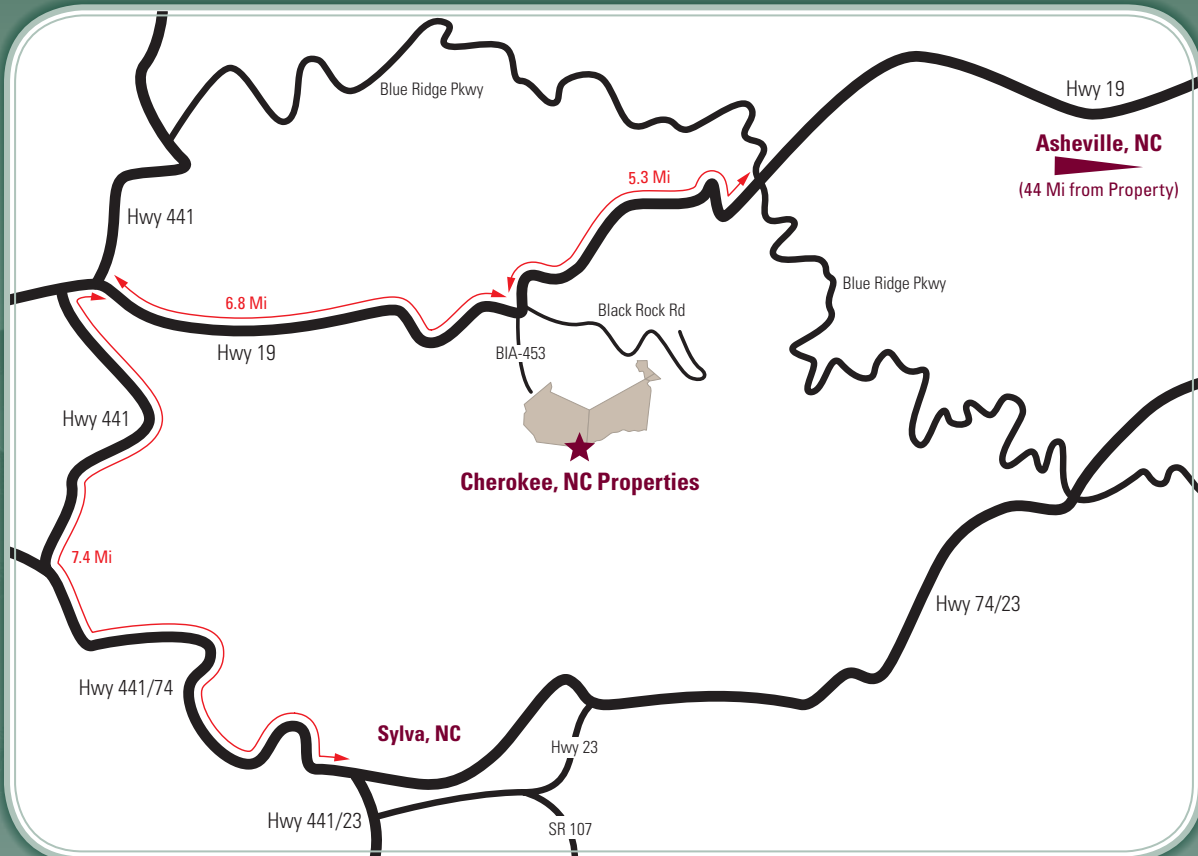 Blue Ridge Pkwy
Hwy 19
Asheville, NC
(44 Mi from Property)
5.3 Mi
Hwy 441
Blue Ridge Pkwy
6.8 Mi
Black Rock Rd
Hwy 19
BIA-453
Hwy 441
Cherokee, NC Properties
7.4 Mi
Hwy 74/23
Hwy 441/74
Sylva, NC
Hwy 23
Hwy 441/23
SR 107